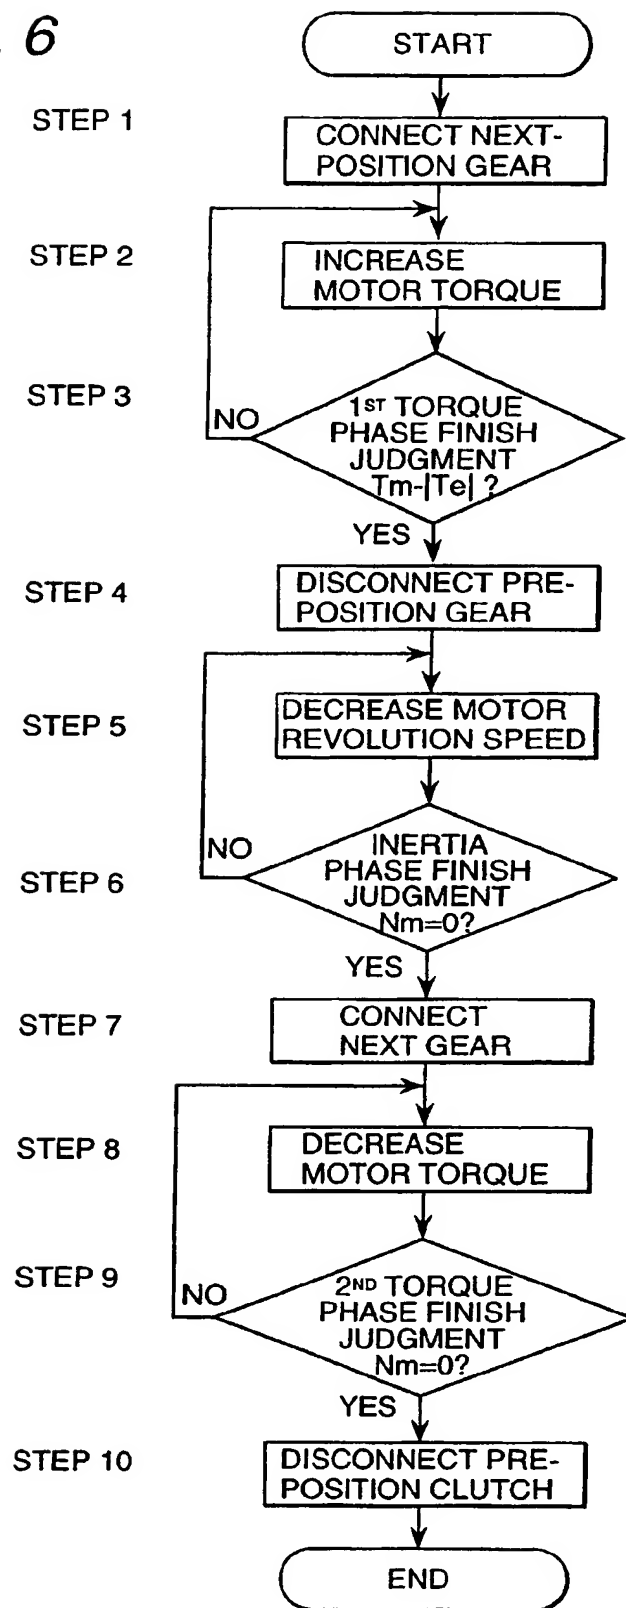 . 6
START
STEP 1
CONNECT NEXT-
POSITION GEAR
STEP 2
INCREASE
MOTOR TORQUE
STEP 3
NO
1ST TORQUE
PHASE FINISH
JUDGMENT
Tm-|Te| ?
YES
STEP 4
DISCONNECT PRE-
POSITION GEAR
STEP 5
DECREASE MOTOR
REVOLUTION SPEED
NO
STEP 6
INERTIA
PHASE FINISH
JUDGMENT
Nm=0?
YES
STEP 7
CONNECT
NEXT GEAR
STEP 8
DECREASE
MOTOR TORQUE
STEP 9
NO
2ND TORQUE
PHASE FINISH
JUDGMENT
Nm=0?
YES
STEP 10
DISCONNECT PRE-
POSITION CLUTCH
END